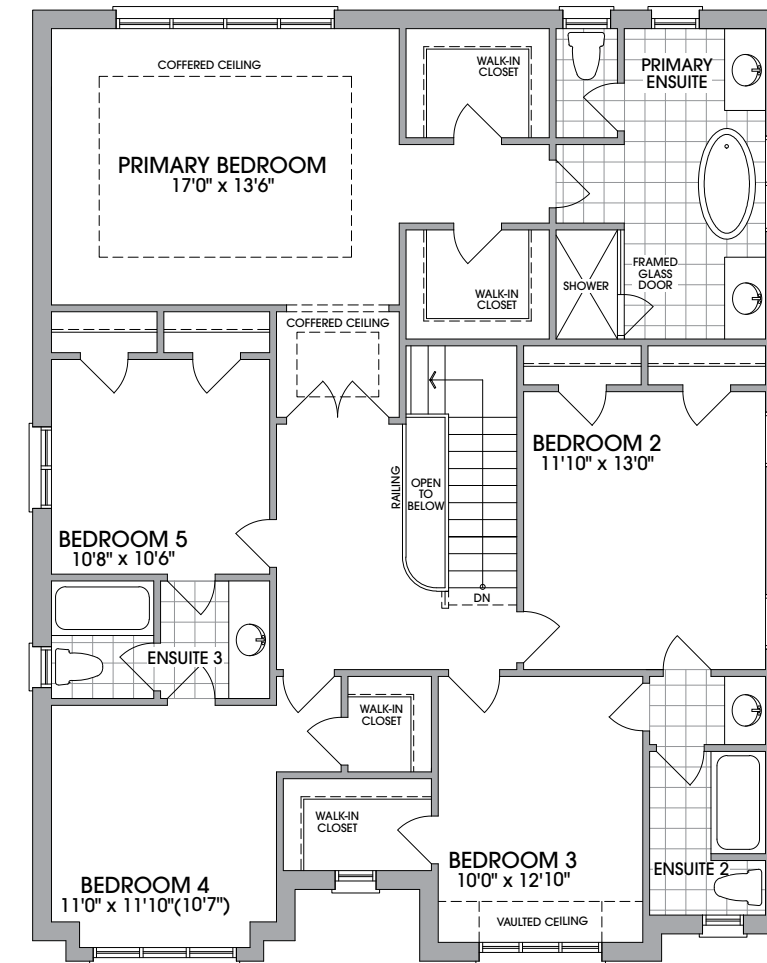 COFFERED CEILING
PRIMARY BEDROOM
17'0" x 13'6"
WALK-IN
CLOSET
PRIMARY
ENSUITE
WALK-IN
CLOSET
SHOWER
FRAMED
GLASS
DOOR
COFFERED CEILING
BEDROOM 5
10'8" x 10'6"
RAILING
OPEN
TO
BELOW
DN
BEDROOM 2
11'10" x 13'0"
ENSUITE 3
WALK-IN
CLOSET
WALK-IN
CLOSET
BEDROOM 4
11'0" x 11'10"(10'7")
BEDROOM 3
10'0" x 12'10"
VAULTED CEILING
ENSUITE 2